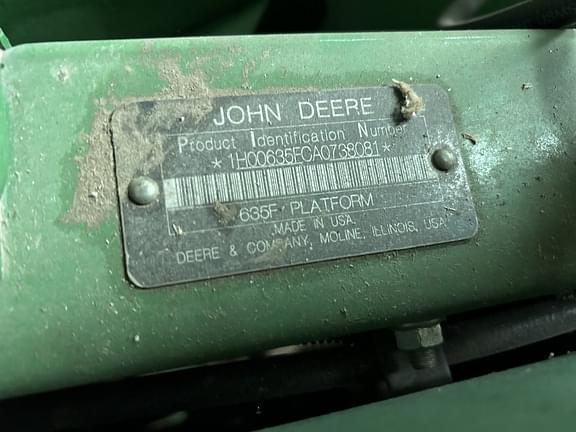 JOHN DEERE
Product Identification Number
*1H00635FCA0738081*
635F PLATFORM
MADE IN USA.
DEERE & COMPANY, MOLINE, ILLINOIS, USA